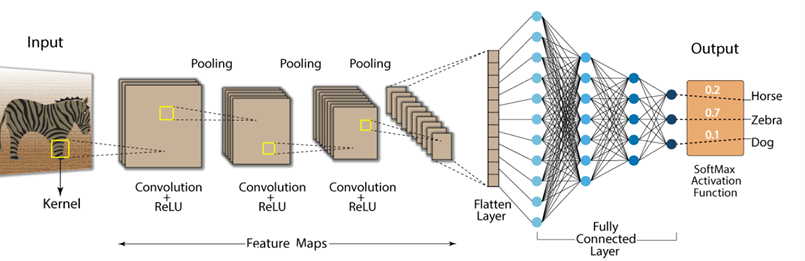 Input
Kernel
Pooling
Pooling
Pooling
Convolution
+
ReLU
Convolution
+
ReLU
Convolution
+
ReLU
Feature Maps
Flatten
Layer
Fully
Connected
Layer
Output
0.2
0.7
0.1
Horse
Zebra
Dog
SoftMax
Activation
Function